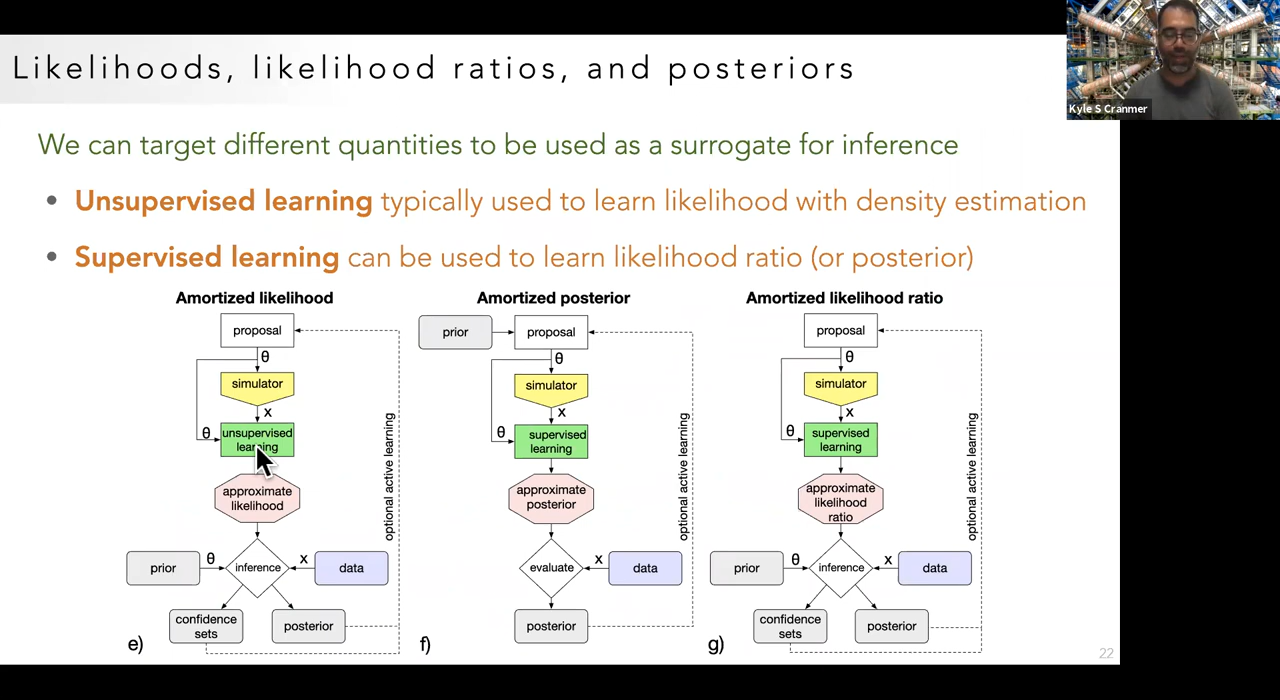 Likelihoods, likelihood ratios, and posteriors
Kyle S Cranmer
We can target different quantities to be used as a surrogate for inference
• Unsupervised learning typically used to learn likelihood with density estimation
• Supervised learning can be used to learn likelihood ratio (or posterior)
Amortized likelihood
proposal
θ
simulator
x
θ
unsupervised
learning
approximate
likelihood
prior
θ
inference
x
data
confidence
sets
posterior
optional active learning
e)
Amortized posterior
prior
proposal
θ
simulator
x
θ
supervised
learning
approximate
posterior
evaluate
x
data
posterior
optional active learning
f)
Amortized likelihood ratio
proposal
θ
simulator
x
θ
supervised
learning
approximate
likelihood
ratio
prior
θ
inference
x
data
confidence
sets
posterior
optional active learning
g)
22